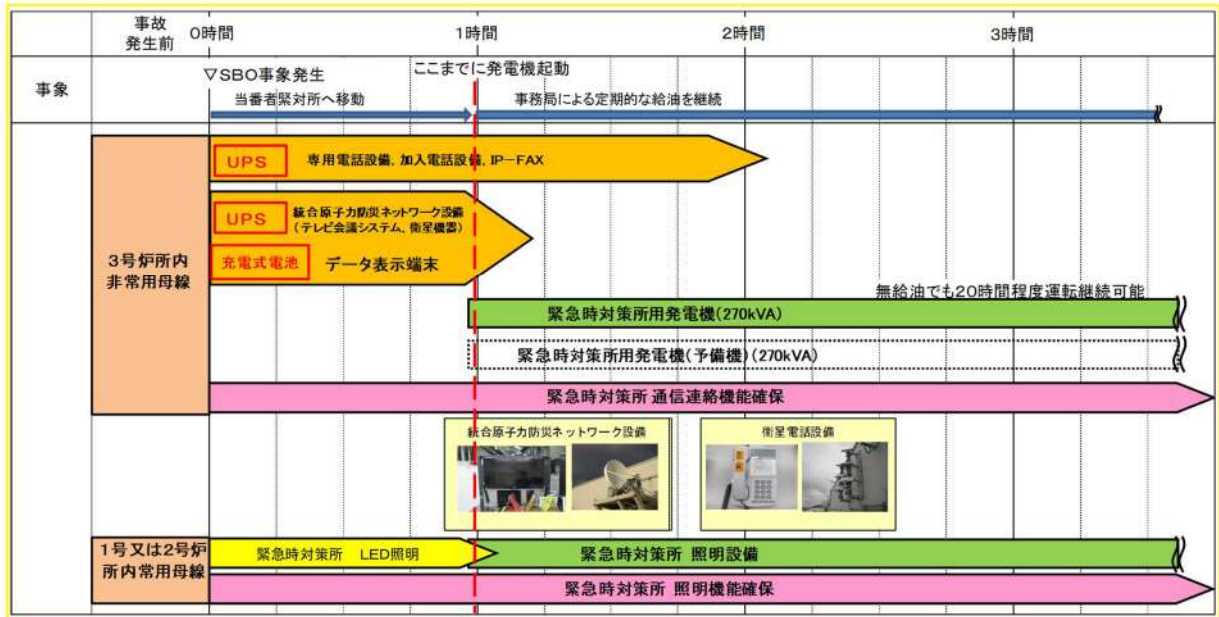 事故
発生前
0時間
1時間
2時間
3時間
事象
▽SBO事象発生
ここまでに発電機起動
当番者緊対所へ移動
事務局による定期的な給油を継続
3号炉所内
非常用母線
UPS
専用電話設備，加入電話設備，IP－FAX
UPS
統合原子力防災ネットワーク設備
（テレビ会議システム、衛星機器）
充電式電池
データ表示端末
無給油でも20時間程度運転継続可能
緊急時対策所用発電機(270kVA)
緊急時対策所用発電機(予備機)(270kVA)
緊急時対策所 通信連絡機能確保
統合原子力防災ネットワーク設備
衛星電話設備
1号又は2号炉
所内常用母線
緊急時対策所　LED照明
緊急時対策所 照明設備
緊急時対策所 照明機能確保